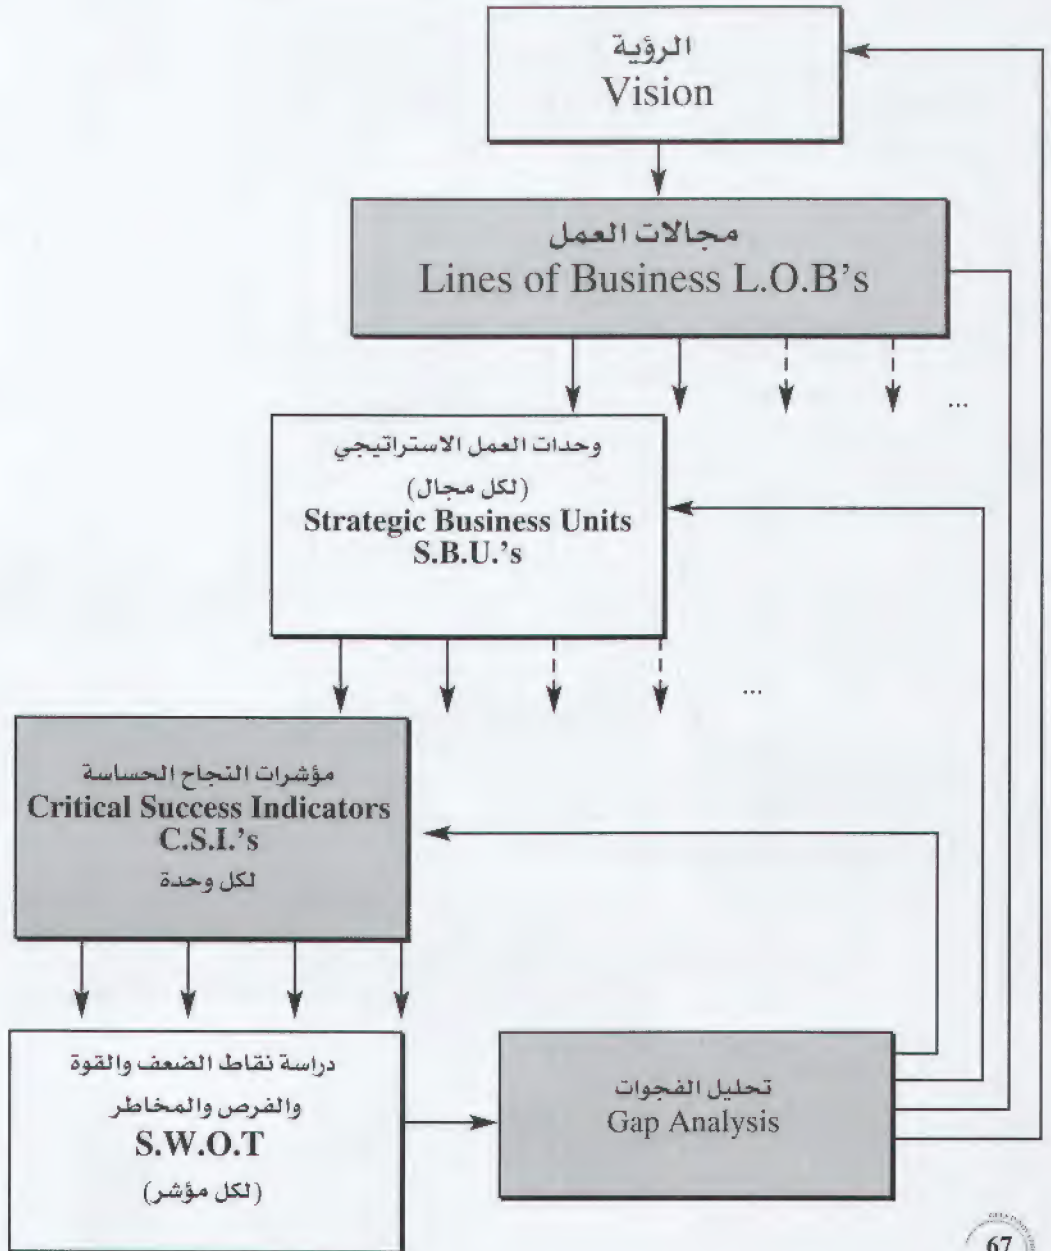 الرؤية
Vision
مجالات العمل
Lines of Business L.O.B's
...
وحدات العمل الاستراتيجي
(لكل مجال)
Strategic Business Units
S.B.U.'s
...
مؤشرات النجاح الحساسة
Critical Success Indicators
C.S.I.'s
لكل وحدة
دراسة نقاط الضعف والقوة
والفرص والمخاطر
S.W.O.T
(لكل مؤشر)
تحليل الفجوات
Gap Analysis
67